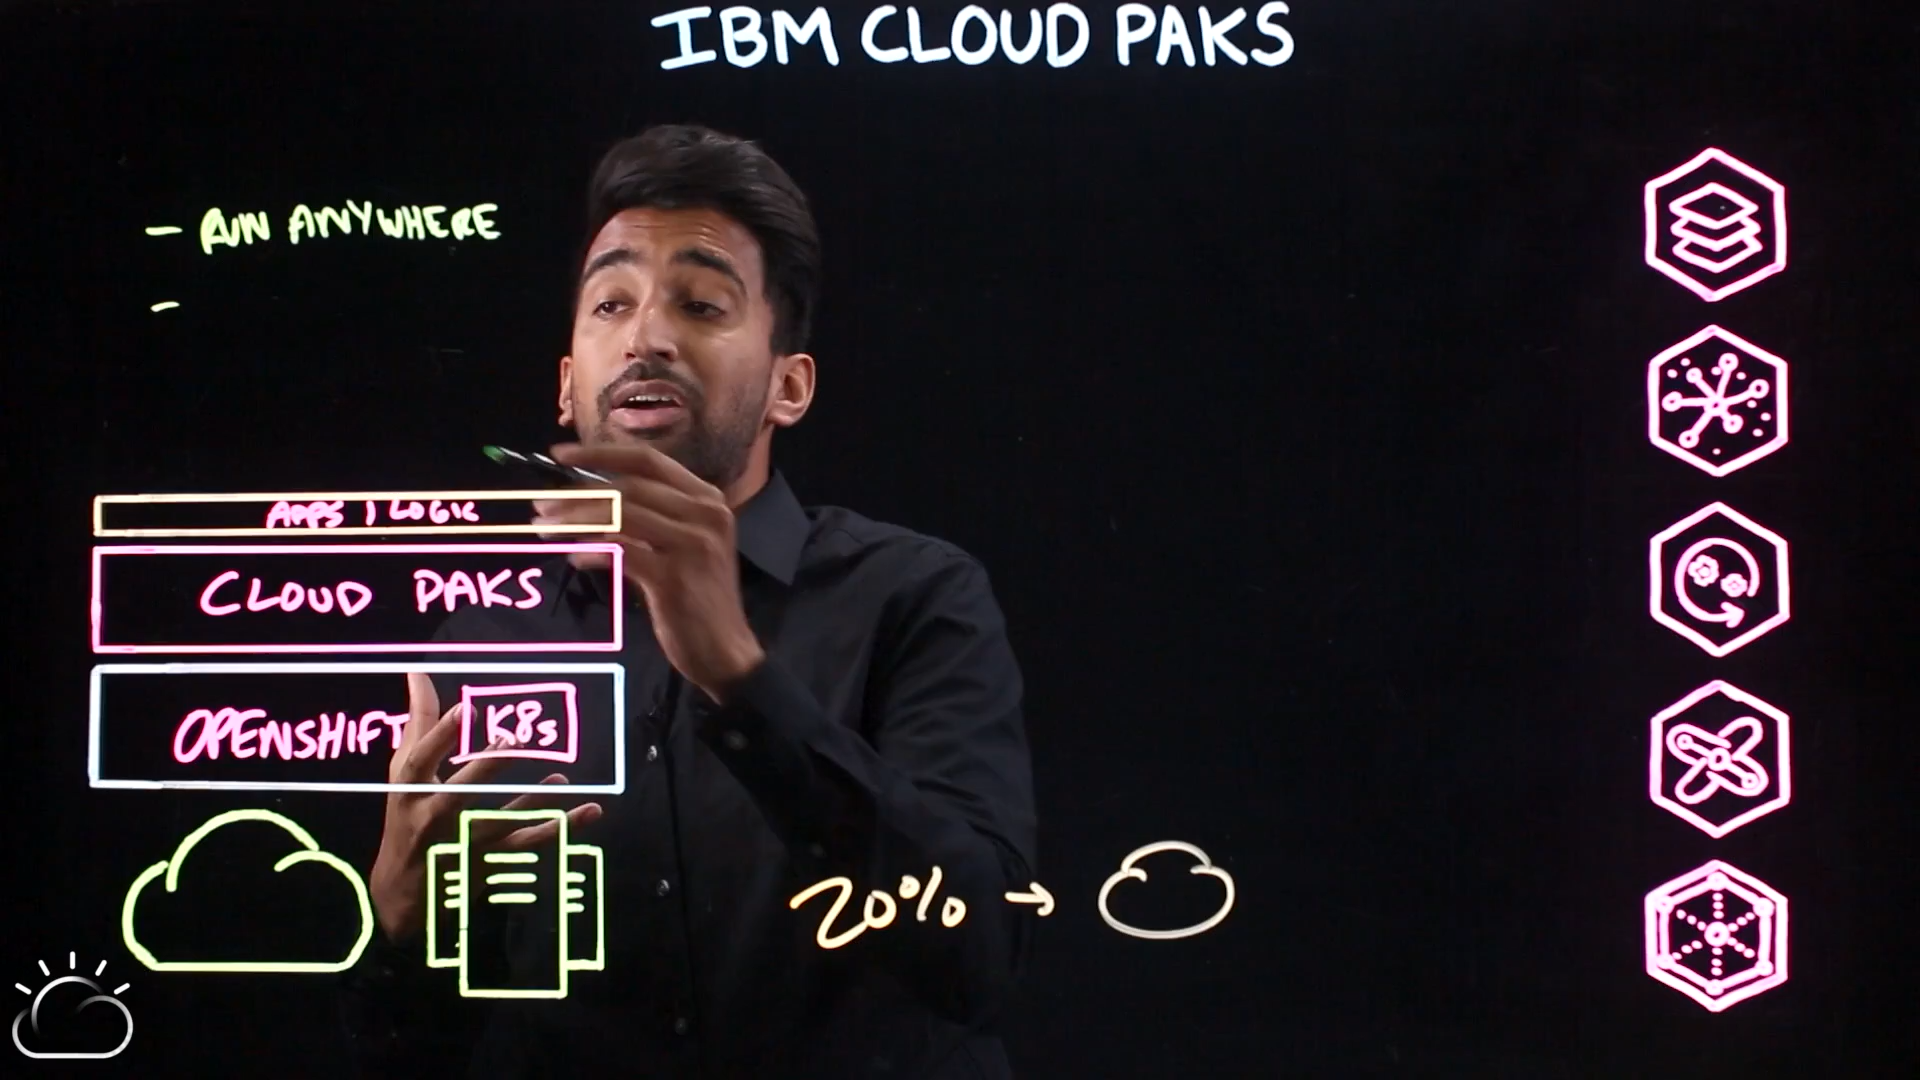 IBM CLOUD PAKS
- RUN ANYWHERE
-
APPS / LOGIC
CLOUD PAKS
OPENSHIFT K8s
20% →